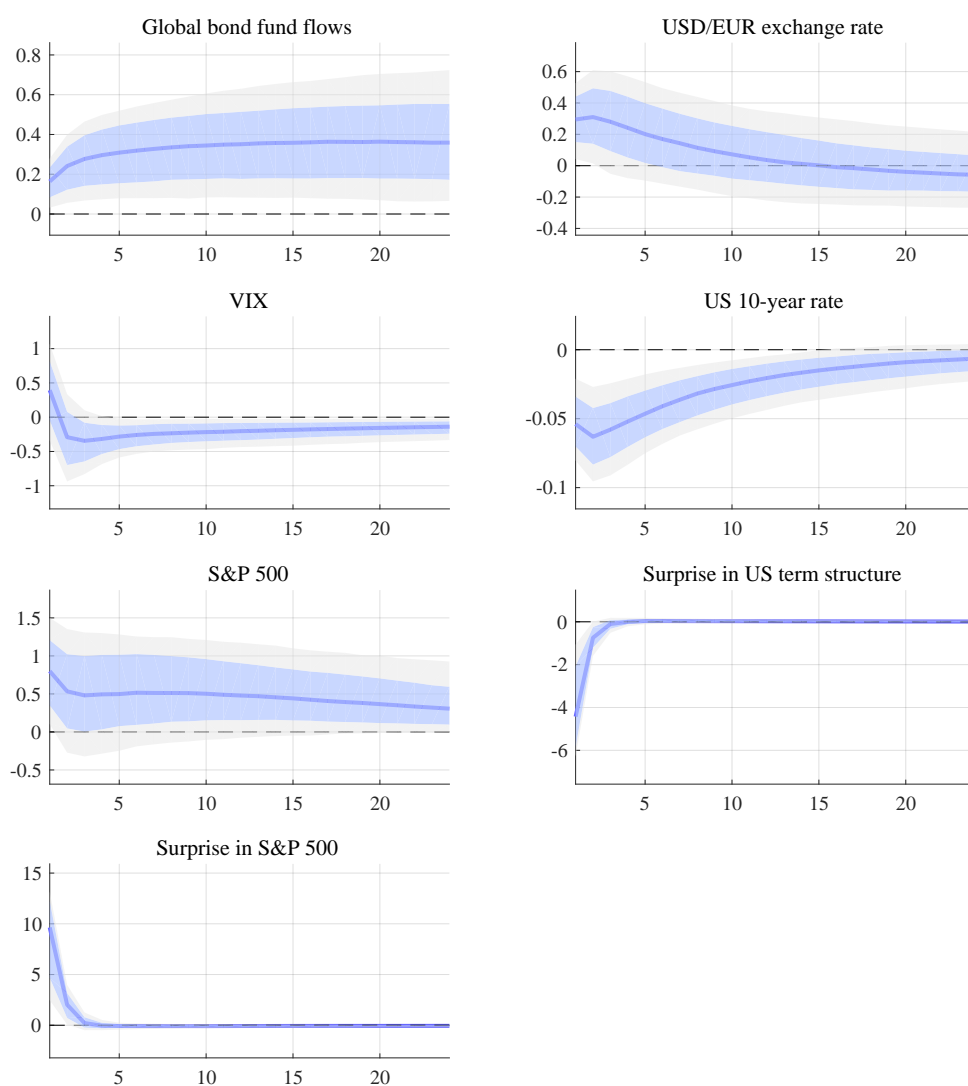 Global bond fund flows
0.8
0.6
0.4
0.2
0
5 10 15 20
USD/EUR exchange rate
0.6
0.4
0.2
0
-0.2
-0.4
5 10 15 20
VIX
1
0.5
0
-0.5
-1
5 10 15 20
US 10-year rate
0
-0.05
-0.1
5 10 15 20
S&P 500
1.5
1
0.5
0
-0.5
5 10 15 20
Surprise in US term structure
0
-2
-4
-6
5 10 15 20
Surprise in S&P 500
15
10
5
0
5 10 15 20